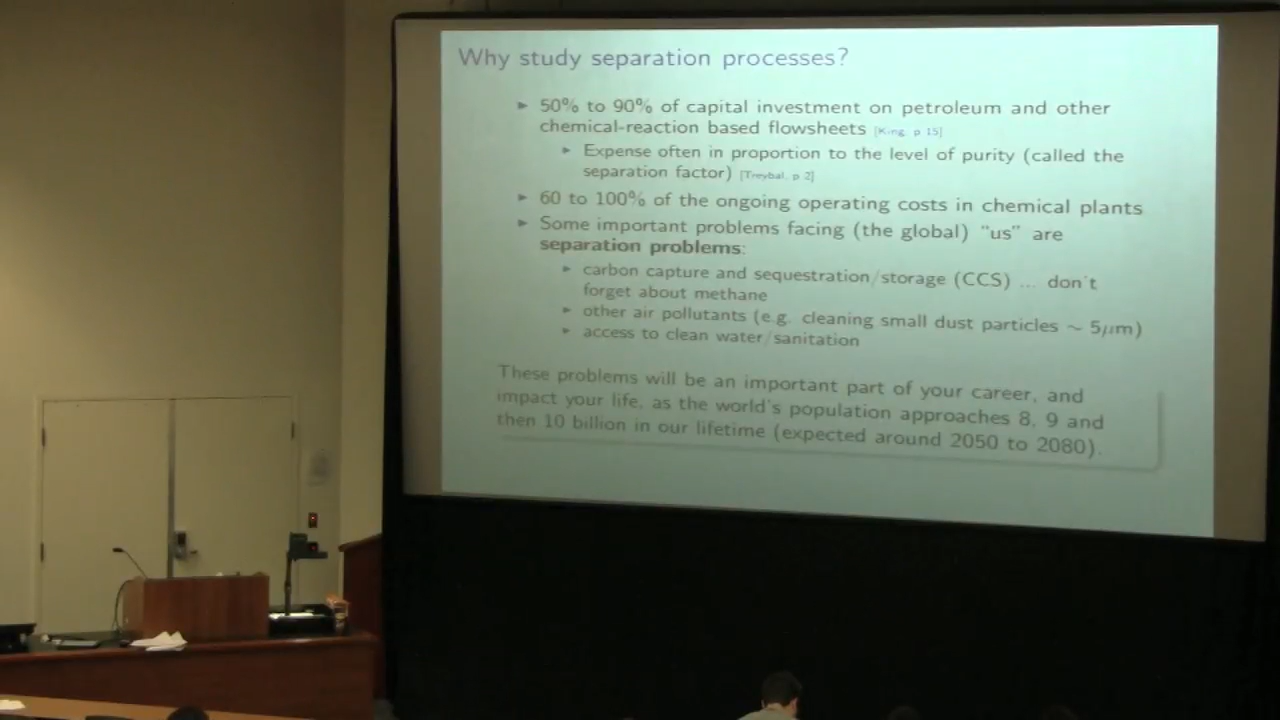 Why study separation processes?
▶ 50% to 90% of capital investment on petroleum and other
chemical-reaction based flowsheets [King, p 15]
▶ Expense often in proportion to the level of purity (called the
separation factor) [Treybal, p 2]
▶ 60 to 100% of the ongoing operating costs in chemical plants
▶ Some important problems facing (the global) "us" are
separation problems:
▶ carbon capture and sequestration/storage (CCS) ... don't
forget about methane
▶ other air pollutants (e.g. cleaning small dust particles ~ 5μm)
▶ access to clean water/sanitation
These problems will be an important part of your career, and
impact your life, as the world's population approaches 8, 9 and
then 10 billion in our lifetime (expected around 2050 to 2080).